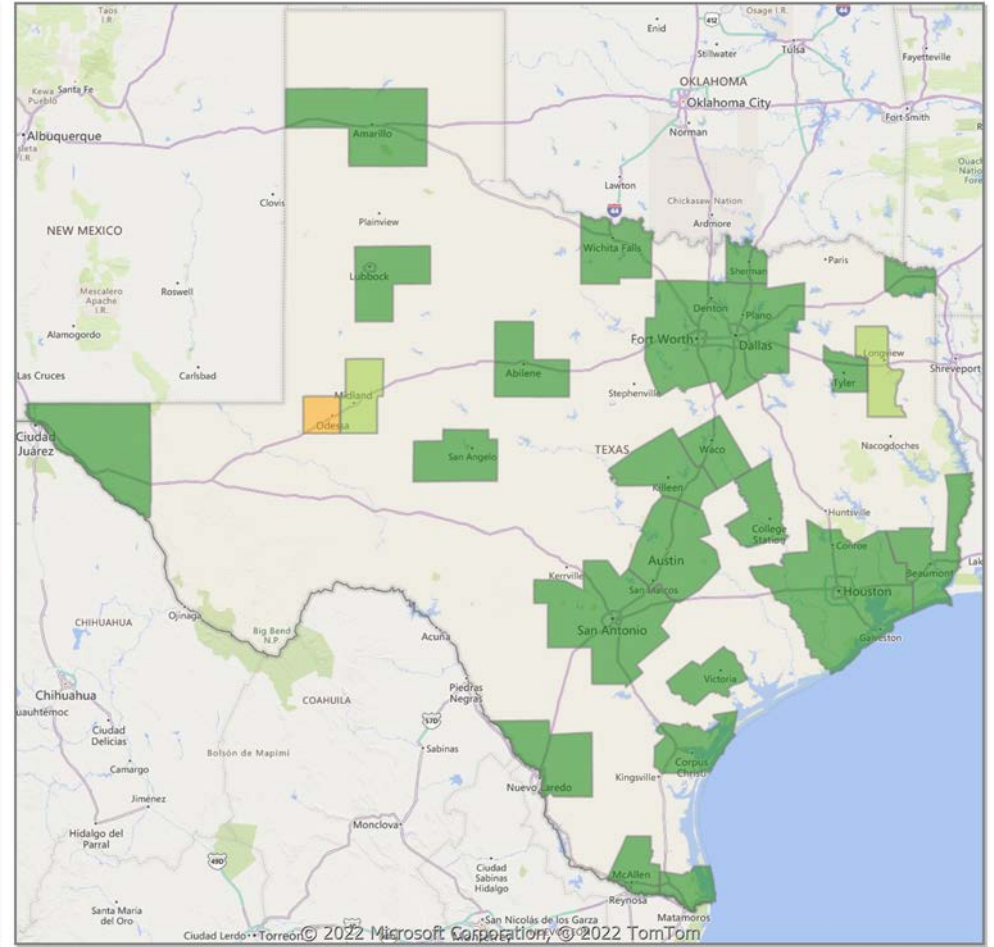 Taos
I.R.
Osage I.R.
44
412
Enid
Tulsa
Stillwater
Fayetteville
Kewa
Pueblo
Santa Fe
OKLAHOMA
Oklahoma City
Albuquerque
Amarillo
Norman
Fort Smith
I.R.
Lawton
Clovis
Chickasaw Nation
44
Ardmore
Plainview
NEW MEXICO
Wichita Falls
Paris
Sherman
Lubbock
Mescalero
Apache
I.R.
Roswell
Denton
Plano
Alamogordo
Fort Worth
Dallas
Longview
Shreveport
Las Cruces
Carlsbad
Abilene
Tyler
Stephenville
Midland
Odessa
Ciudad
Juárez
TEXAS
Waco
Nacogdoches
San Angelo
Killeen
Huntsville
College
Station
Conroe
Austin
Beaumont
Kerrville
San Marcos
Houston
Ojinaga
CHIHUAHUA
Big Bend
N.P.
Acuña
San Antonio
Galveston
Victoria
Chihuahua
COAHUILA
Piedras
Negras
57D
Ciudad
Delicias
Bolsón de Mapimí
Sabinas
Corpus
Christi
Camargo
Kingsville
Jiménez
Nuevo Laredo
Hidalgo del
Parral
Monclova
49D
Ciudad
Sabinas
Hidalgo
McAllen
Reynosa
Santa Maria
del Oro
San Nicolás de los Garza
Matamoros
Ciudad Lerdo
Torreón
© 2022 Microsoft Corporation, © 2022 TomTom